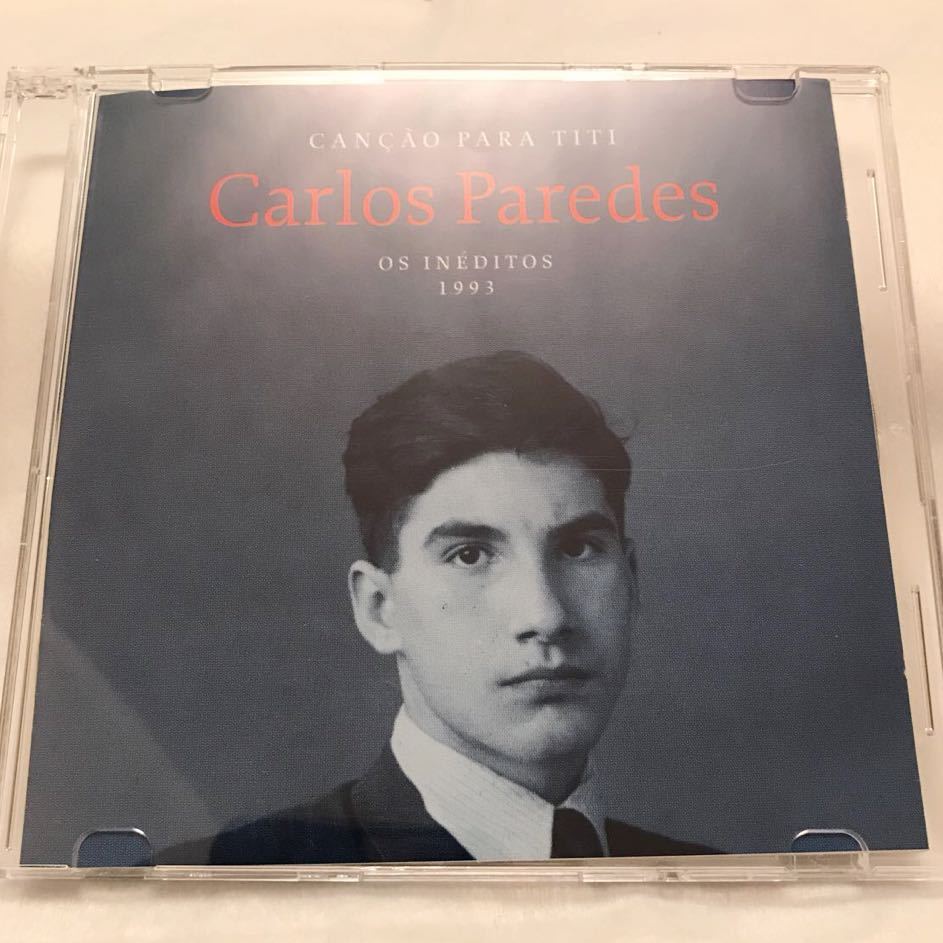 CANÇÃO PARA TITI
Carlos Paredes
OS INÉDITOS
1993